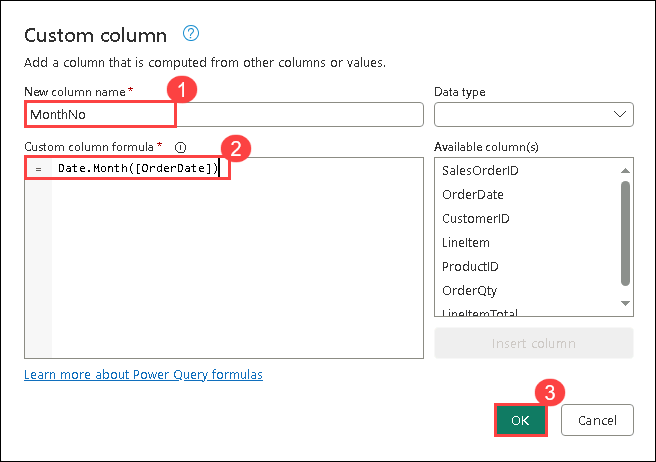 Custom column ?
Add a column that is computed from other columns or values.
New column name *
1
Data type
MonthNo
Custom column formula *
2
Available column(s)
= Date.Month([OrderDate])
SalesOrderID
OrderDate
CustomerID
LineItem
ProductID
OrderQty
LineItemTotal
Insert column
Learn more about Power Query formulas
3
OK
Cancel